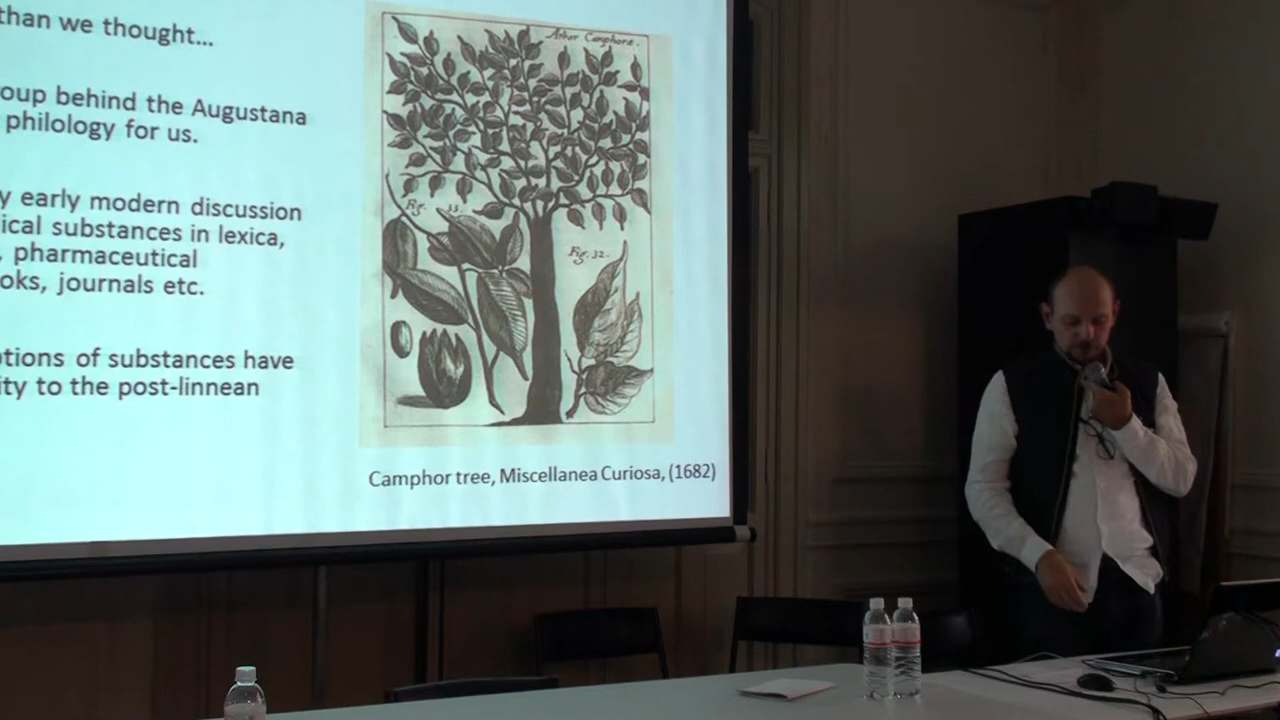 than we thought...
oup behind the Augustana
philology for us.
y early modern discussion
ical substances in lexica,
, pharmaceutical
oks, journals etc.
tions of substances have
ity to the post-linnean
Arbor Camphoræ.
Fig. 33.
Fig. 32.
Camphor tree, Miscellanea Curiosa, (1682)